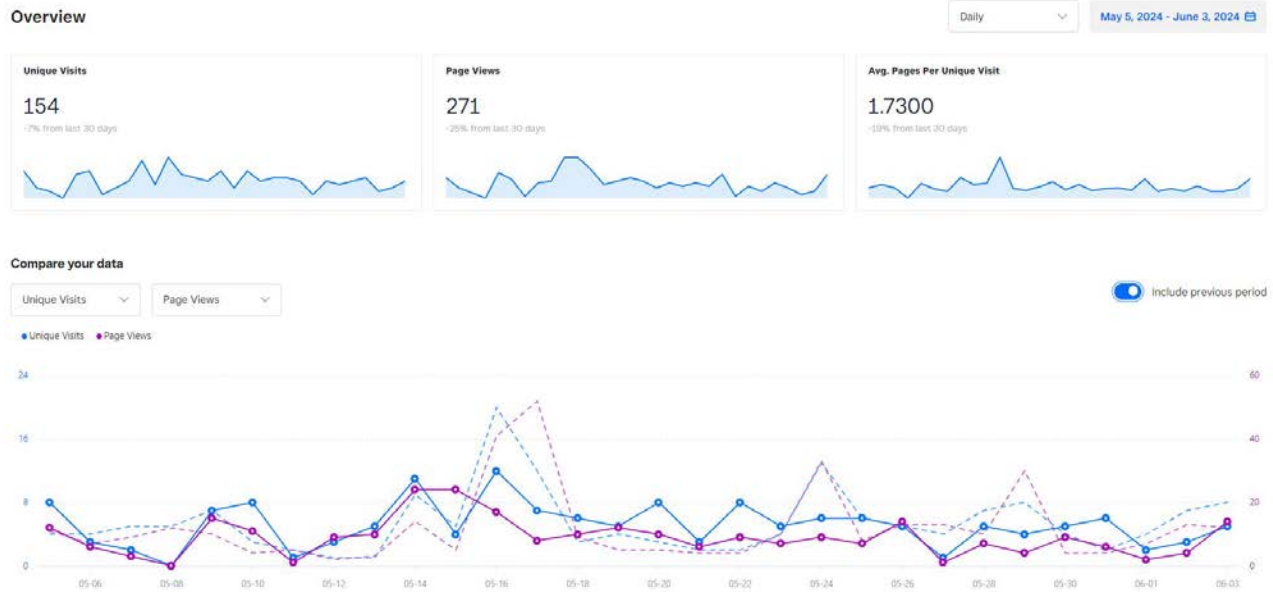 Overview
Daily
May 5, 2024 - June 3, 2024
Unique Visits
154
-7% from last 30 days
Page Views
271
-25% from last 30 days
Avg. Pages Per Unique Visit
1.7300
-19% from last 30 days
Compare your data
Unique Visits
Page Views
Include previous period
Unique Visits
Page Views
24
60
16
40
8
20
0
0
05-06
05-08
05-10
05-12
05-14
05-16
05-18
05-20
05-22
05-24
05-26
05-28
05-30
06-01
06-03